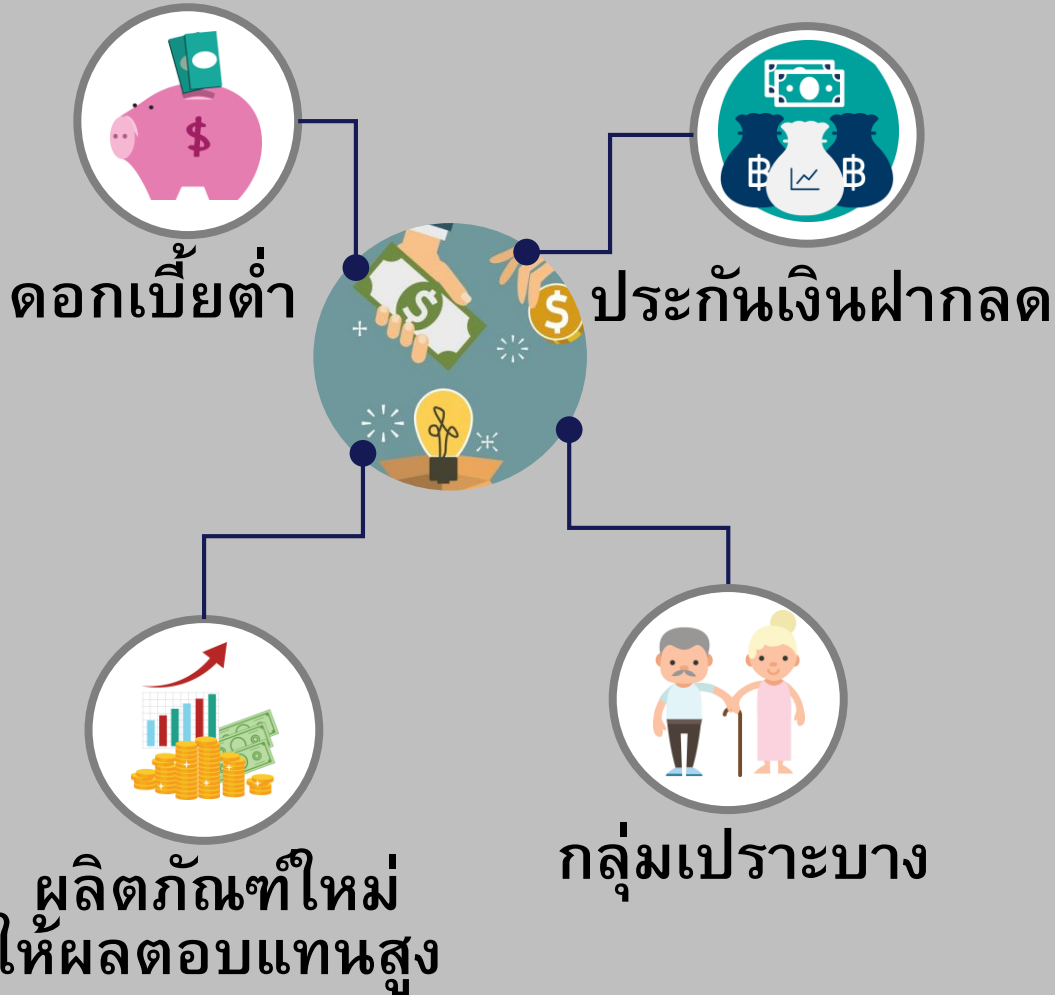 ดอกเบี้ยต่ำ
ประกันเงินฝากลด
ผลิตภัณฑ์ใหม่
ให้ผลตอบแทนสูง
กลุ่มเปราะบาง